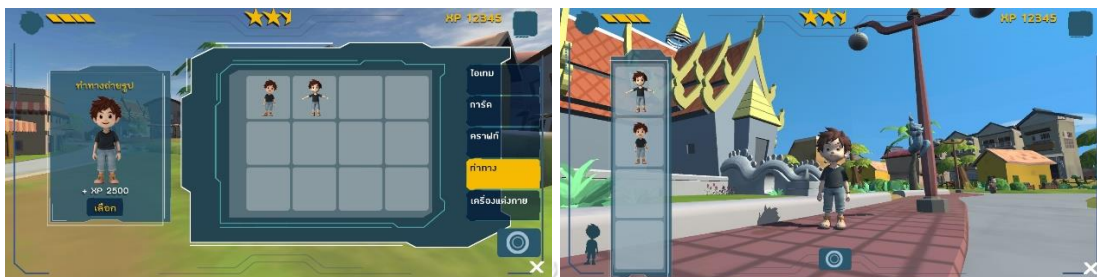 XP 12345
ท่าทางถ่ายรูป
+ XP 2500
เลือก
ไอเทม
การ์ด
คราฟท์
ท่าทาง
เครื่องแต่งกาย
X
XP 12345
X